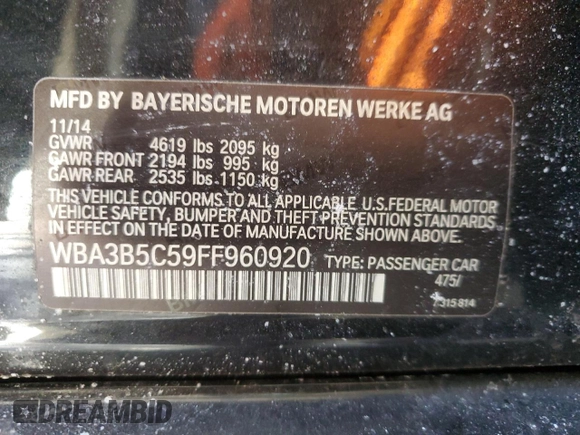 MFD BY BAYERISCHE MOTOREN WERKE AG
11/14
GVWR 4619 lbs 2095 kg
GAWR FRONT 2194 lbs 995 kg
GAWR REAR 2535 lbs 1150 kg
THIS VEHICLE CONFORMS TO ALL APPLICABLE U.S.FEDERAL MOTOR
VEHICLE SAFETY, BUMPER AND THEFT PREVENTION STANDARDS
IN EFFECT ON THE DATE OF MANUFACTURE SHOWN ABOVE.
WBA3B5C59FF960920 TYPE: PASSENGER CAR
475/
7315 814
DREAMBID